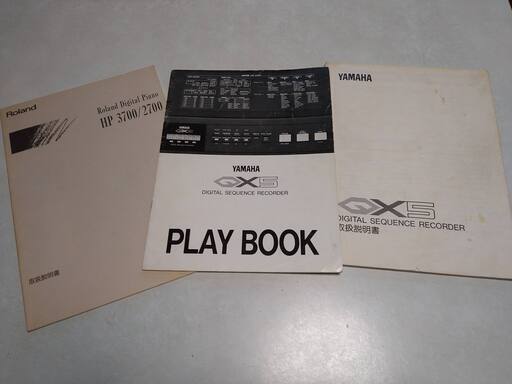 Roland
Roland Digital Piano
HP 3700/2700
取扱説明書
YAMAHA
QX5
DIGITAL SEQUENCE RECORDER
PLAY BOOK
YAMAHA
QX5
DIGITAL SEQUENCE RECORDER
取扱説明書